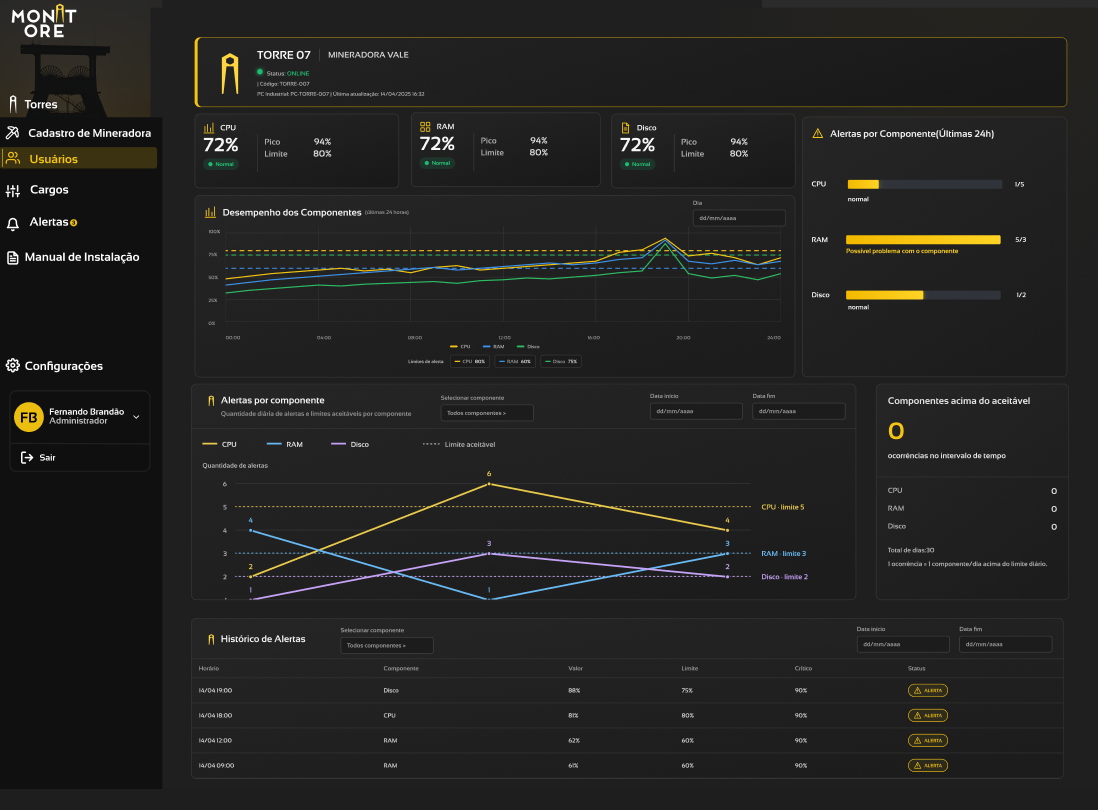 MONITORE
Torres
Cadastro de Mineradora
Usuários
Cargos
Alertas 3
Manual de Instalação
Configurações
FB
Fernando Brandão
Administrador
Sair
TORRE 07 | MINERADORA VALE
Status: ONLINE
| Código: TORRE-007
PC Industrial: PC-TORRE-007 | Última atualização: 14/04/2025 16:32
CPU
72%
Normal
Pico 94%
Limite 80%
RAM
72%
Normal
Pico 94%
Limite 80%
Disco
72%
Normal
Pico 94%
Limite 80%
Alertas por Componente(Últimas 24h)
CPU 1/5
normal
RAM 5/3
Possível problema com o componente
Disco 1/2
normal
Desempenho dos Componentes (últimas 24 horas)
Dia
dd/mm/aaaa
100%
75%
50%
25%
0%
00:00 04:00 08:00 12:00 16:00 20:00 24:00
CPU RAM Disco
Limites de alerta CPU 80% RAM 60% Disco 75%
Alertas por componente
Quantidade diária de alertas e limites aceitáveis por componente
Selecionar componente
Todos componentes >
Data início
dd/mm/aaaa
Data fim
dd/mm/aaaa
CPU RAM Disco Limite aceitável
Quantidade de alertas
6
5
4
3
2
4
2
1
6
3
1
4
3
2
CPU · limite 5
RAM · limite 3
Disco · limite 2
Componentes acima do aceitável
0
ocorrências no intervalo de tempo
CPU 0
RAM 0
Disco 0
Total de dias:30
1 ocorrência = 1 componente/dia acima do limite diário.
Histórico de Alertas
Selecionar componente
Todos componentes >
Data início
dd/mm/aaaa
Data fim
dd/mm/aaaa
Horário Componente Valor Limite Crítico Status
14/04 19:00 Disco 88% 75% 90% ALERTA
14/04 18:00 CPU 81% 80% 90% ALERTA
14/04 12:00 RAM 62% 60% 90% ALERTA
14/04 09:00 RAM 61% 60% 90% ALERTA